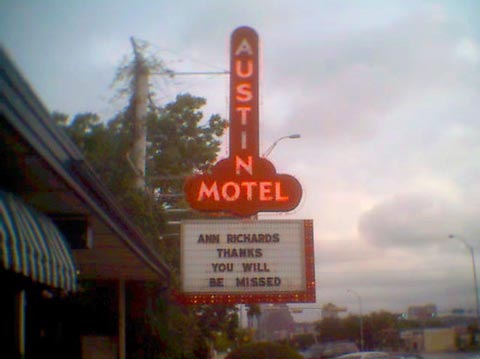 AUSTIN
MOTEL
ANN RICHARDS
THANKS
YOU WILL
BE MISSED